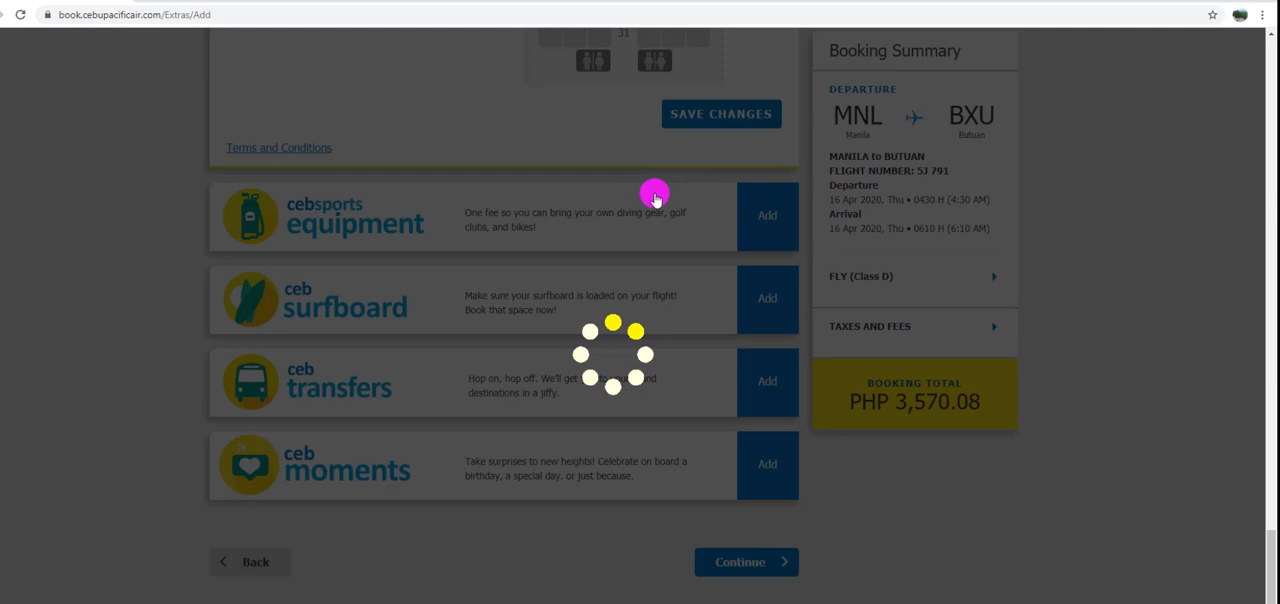 book.cebupacificair.com/Extras/Add
31
SAVE CHANGES
Terms and Conditions
cebsports
equipment
One fee so you can bring your own diving gear, golf
clubs, and bikes!
Add
ceb
surfboard
Make sure your surfboard is loaded on your flight!
Book that space now!
Add
ceb
transfers
Hop on, hop off. We'll get
destinations in a jiffy.
Add
ceb
moments
Take surprises to new heights! Celebrate on board a
birthday, a special day, or just because.
Add
Back
Continue
Booking Summary
DEPARTURE
MNL BXU
Manila Butuan
MANILA to BUTUAN
FLIGHT NUMBER: 5J 791
Departure
16 Apr 2020, Thu • 0430 H (4:30 AM)
Arrival
16 Apr 2020, Thu • 0610 H (6:10 AM)
FLY (Class D)
TAXES AND FEES
BOOKING TOTAL
PHP 3,570.08